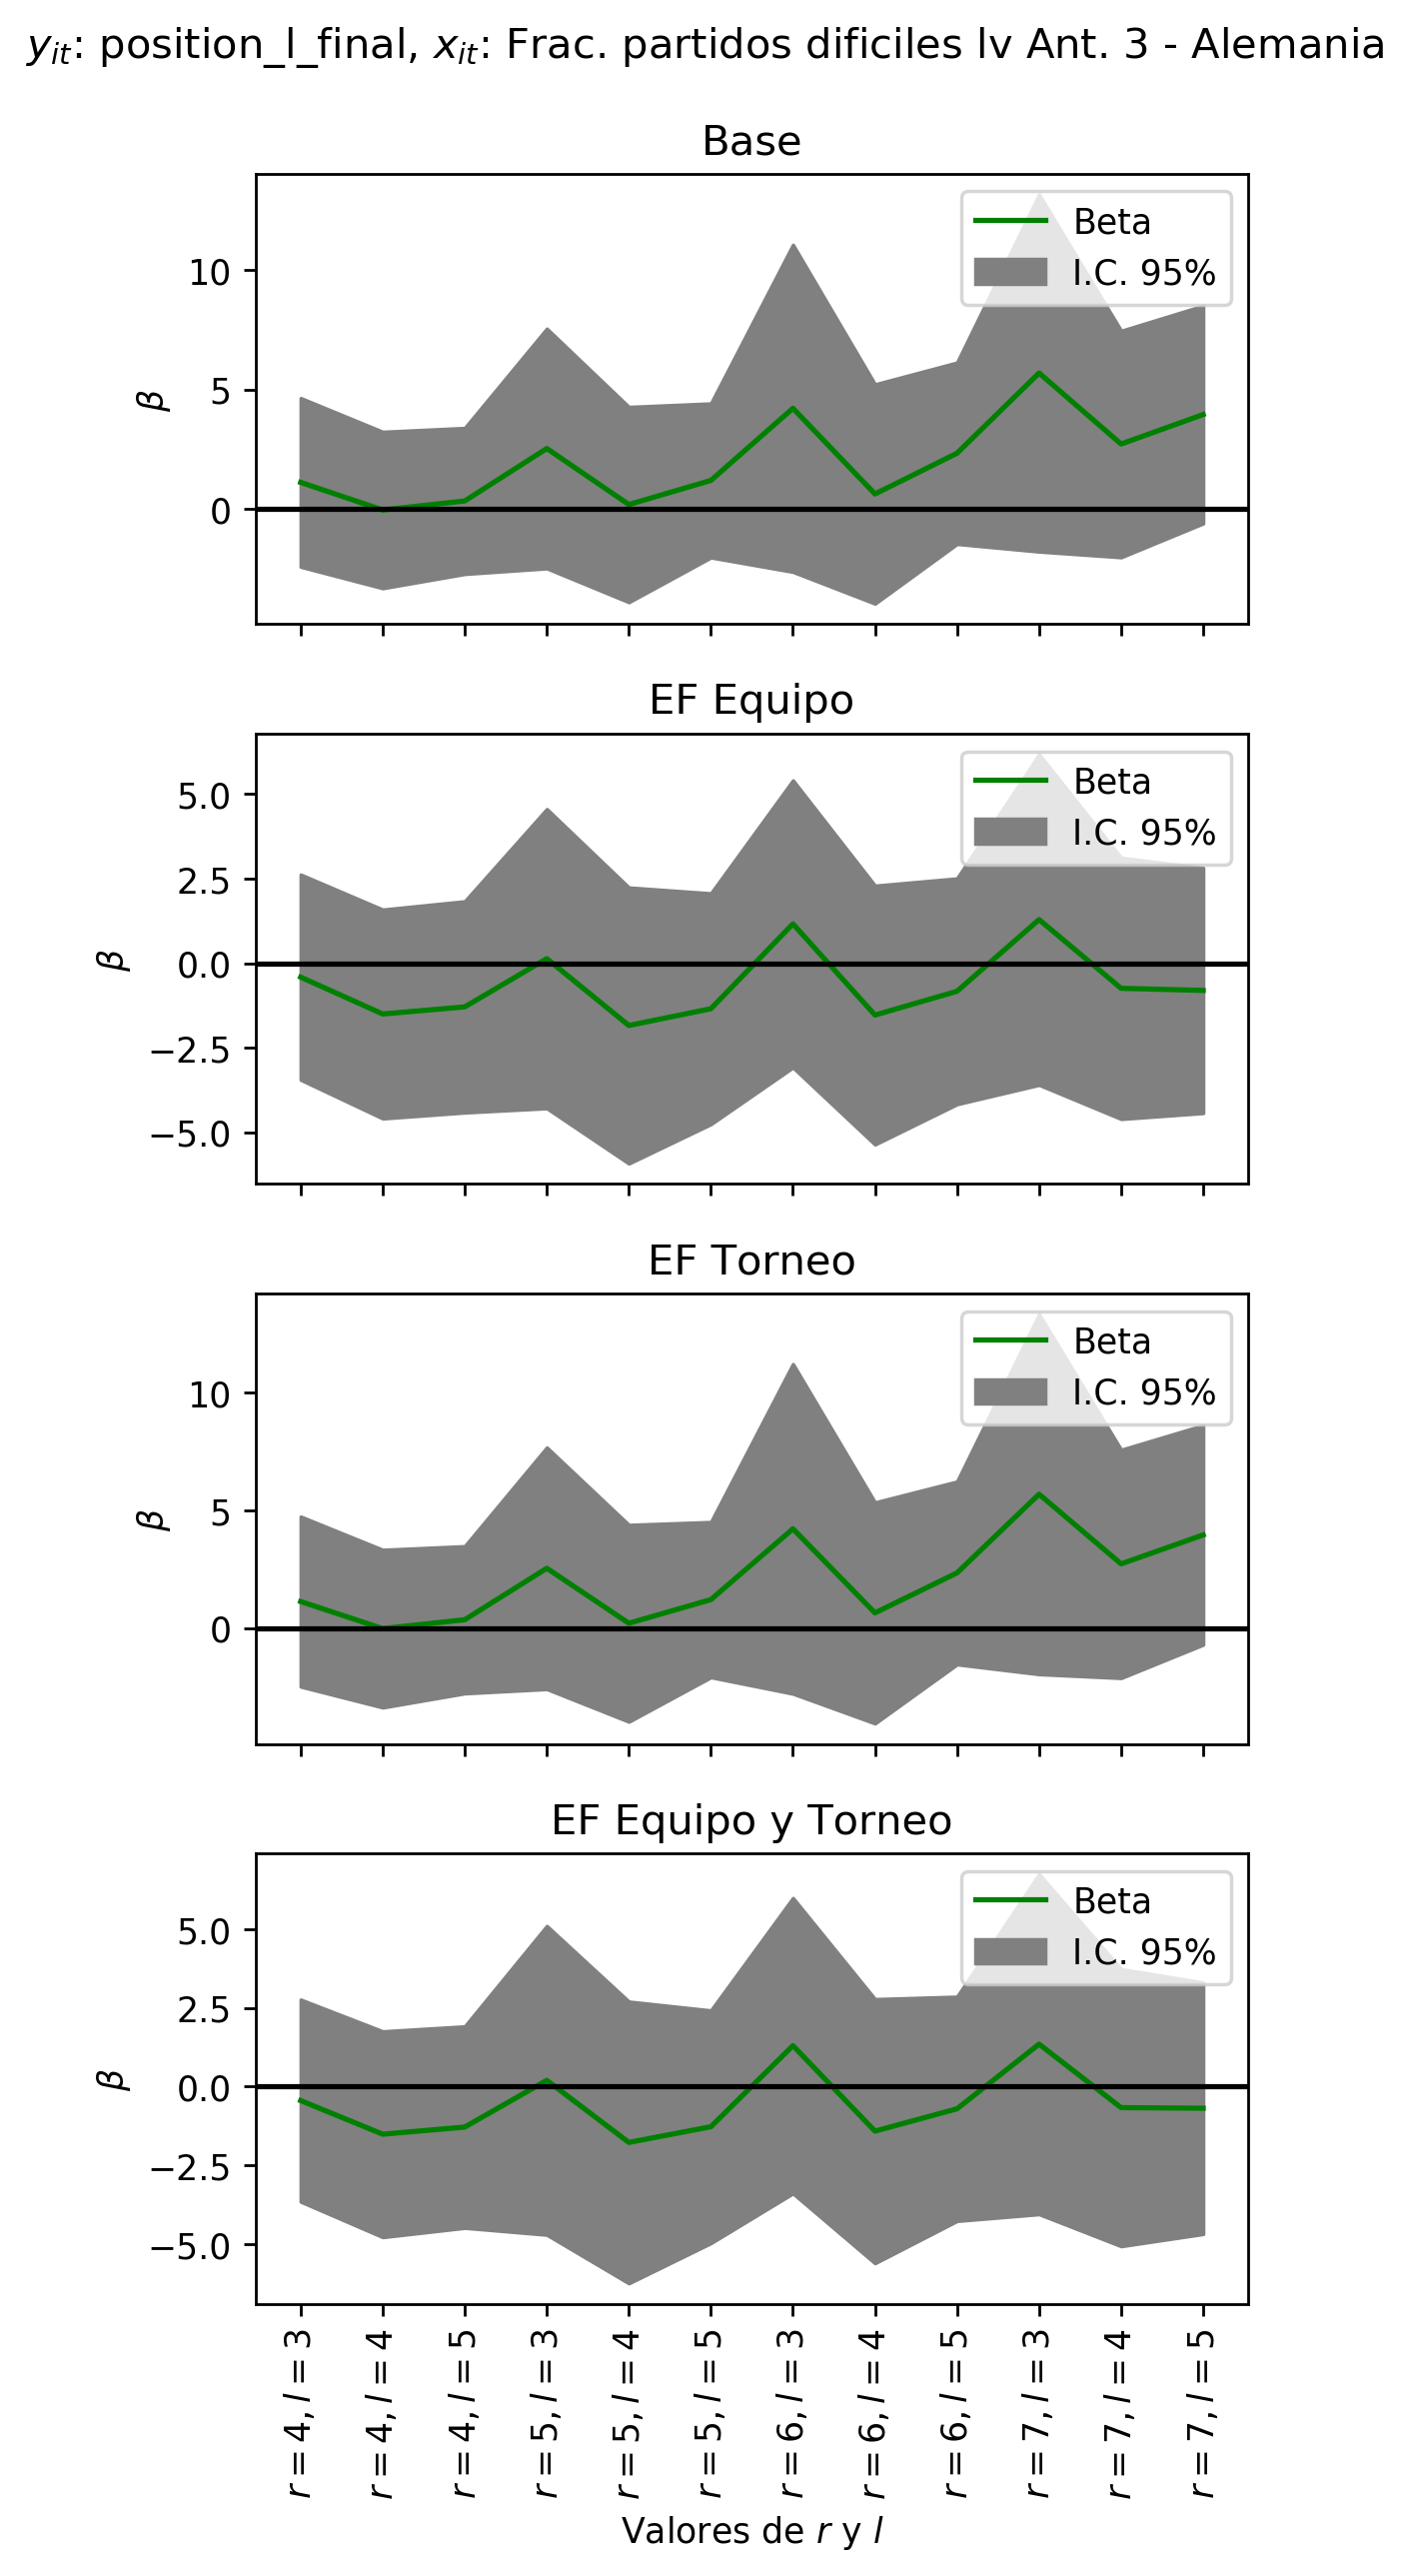 y_it: position_l_final, x_it: Frac. partidos dificiles lv Ant. 3 - Alemania
Base
Beta
I.C. 95%
10
5
0
β
EF Equipo
Beta
I.C. 95%
5.0
2.5
0.0
−2.5
−5.0
β
EF Torneo
Beta
I.C. 95%
10
5
0
β
EF Equipo y Torneo
Beta
I.C. 95%
5.0
2.5
0.0
−2.5
−5.0
β
r = 4, l = 3
r = 4, l = 4
r = 4, l = 5
r = 5, l = 3
r = 5, l = 4
r = 5, l = 5
r = 6, l = 3
r = 6, l = 4
r = 6, l = 5
r = 7, l = 3
r = 7, l = 4
r = 7, l = 5
Valores de r y l